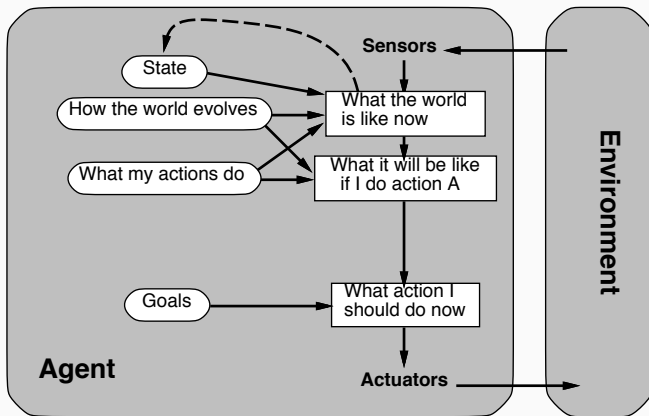 Sensors
State
What the world
is like now
How the world evolves
What it will be like
if I do action A
What my actions do
What action I
should do now
Goals
Agent
Actuators
Environment